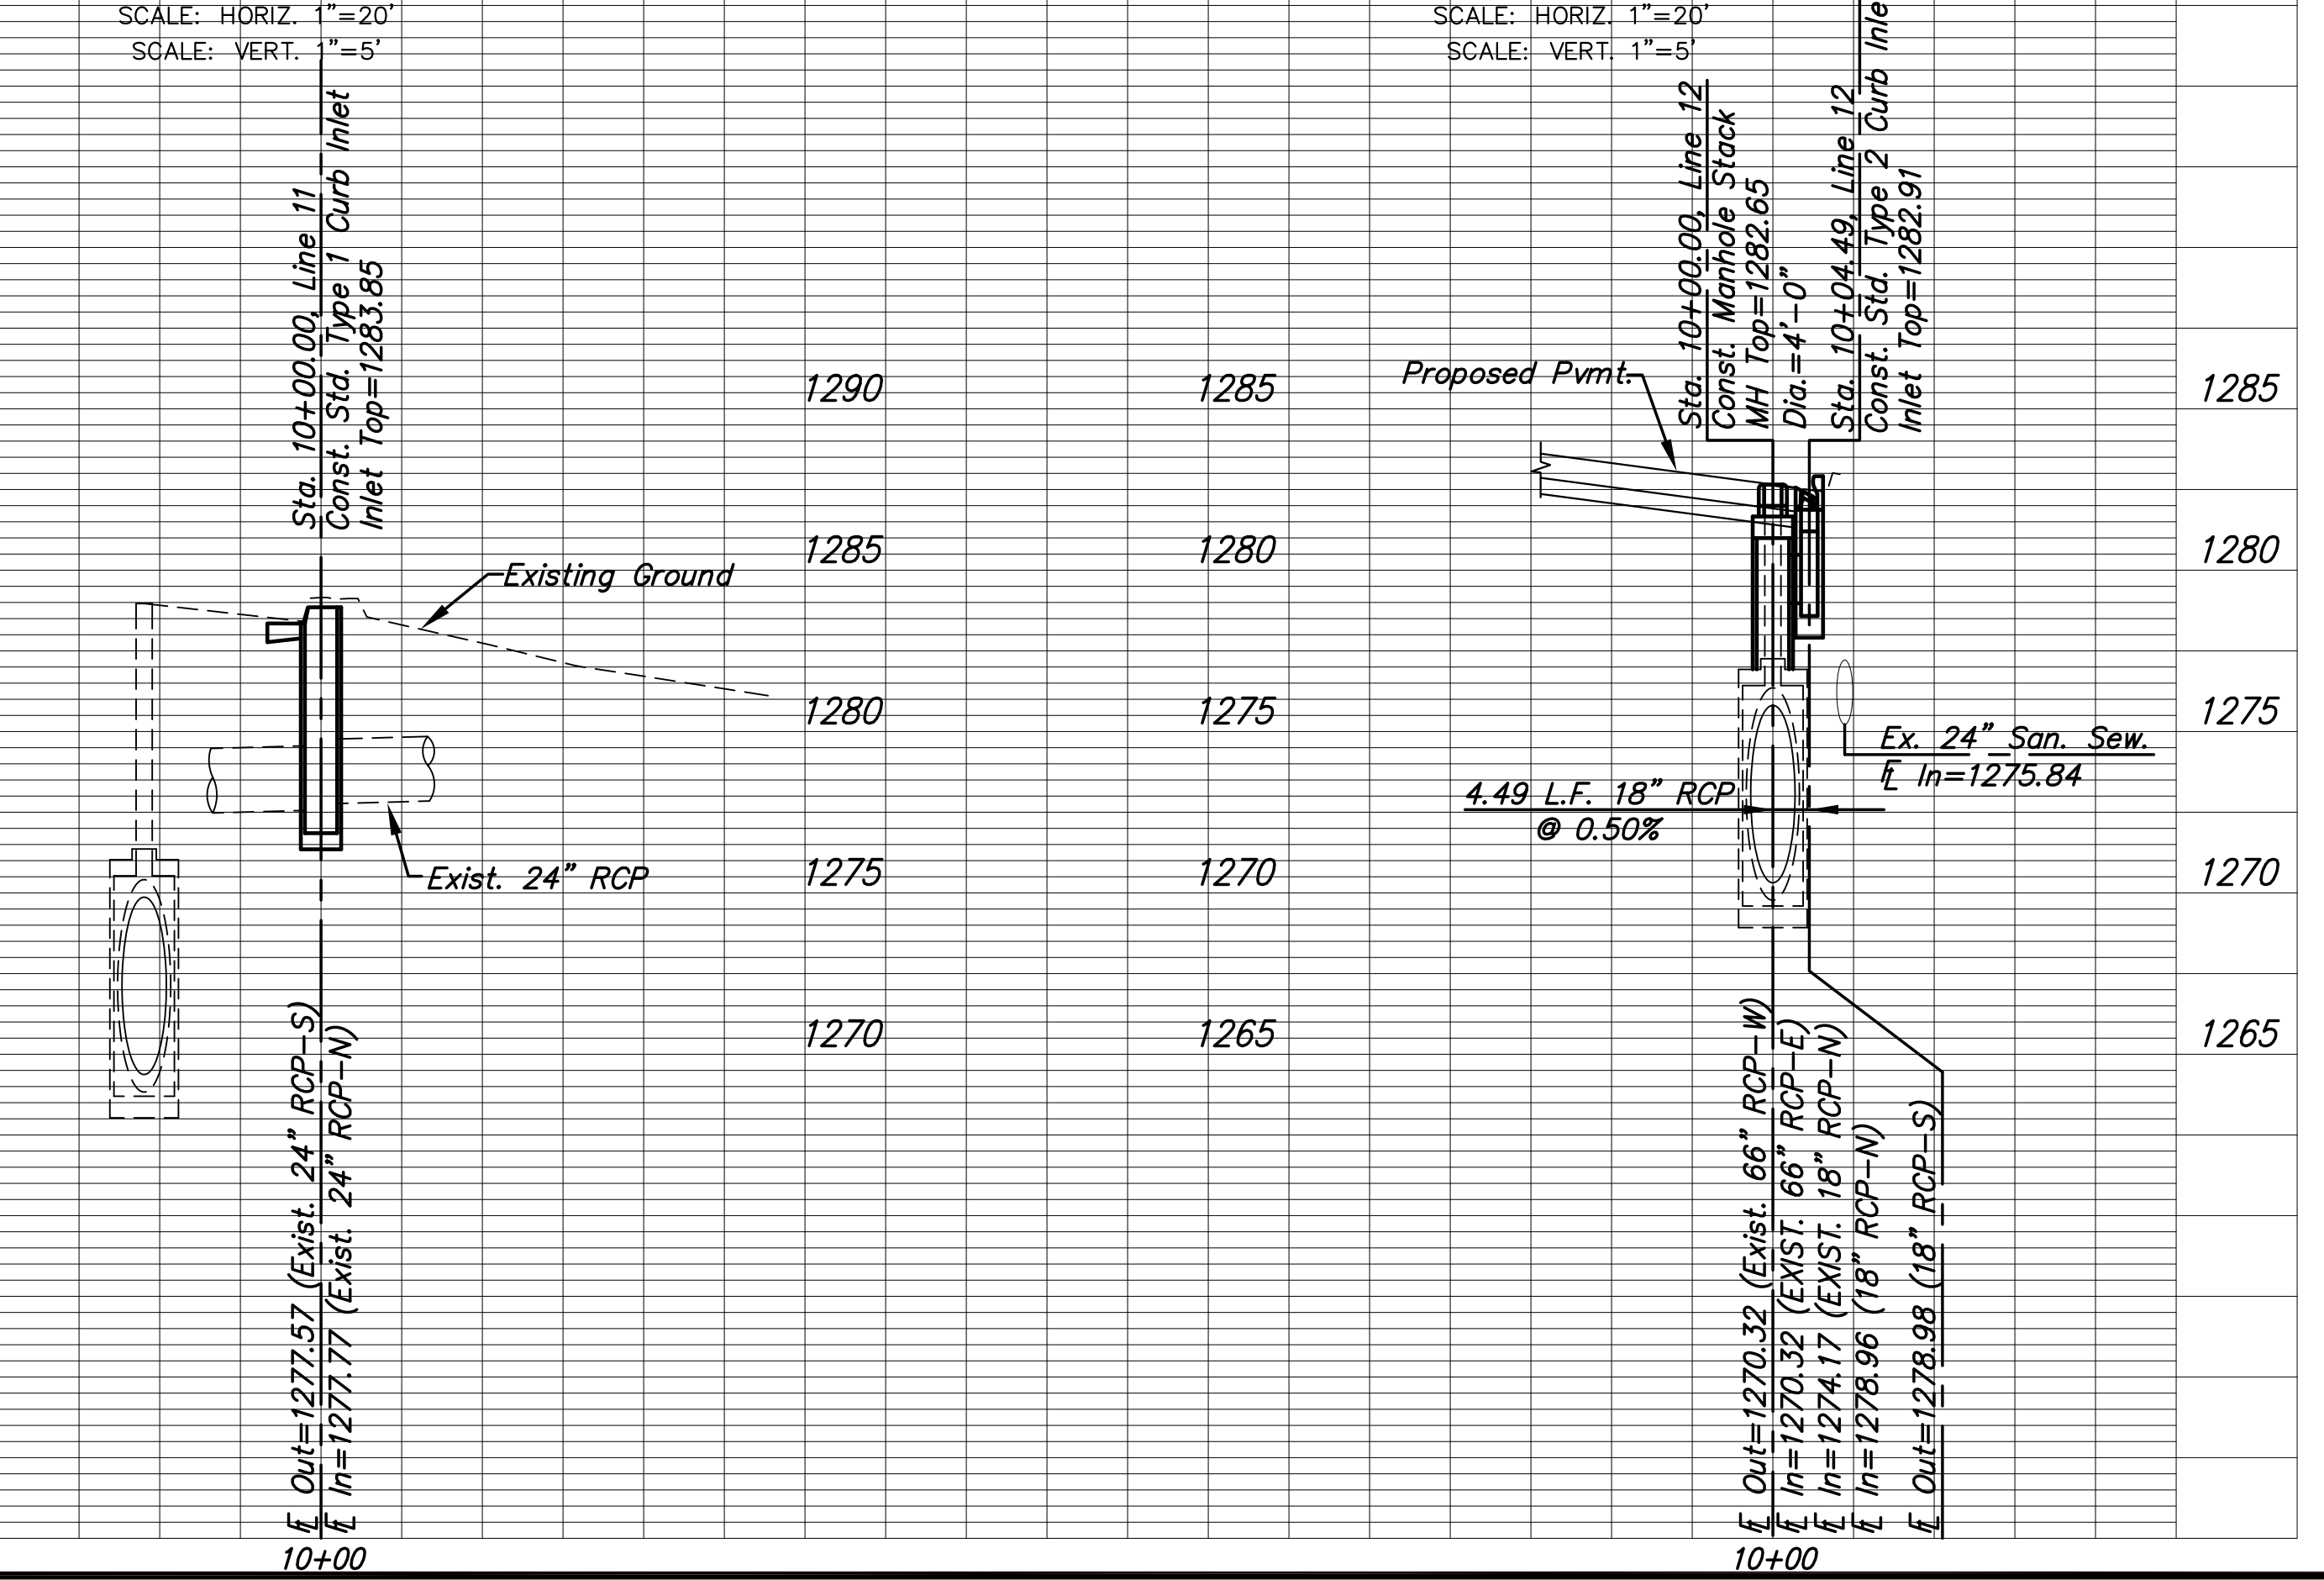 SCALE: HORIZ. 1"=20'
SCALE: VERT. 1"=5'
Sta. 10+00.00, Line 11
Const. Std. Type 1 Curb Inlet
Inlet Top=1283.85
Existing Ground
Exist. 24" RCP
℄ Out=1277.57 (Exist. 24" RCP-S)
℄ In=1277.77 (Exist. 24" RCP-N)
10+00
1290
1285
1280
1275
1270
SCALE: HORIZ. 1"=20'
SCALE: VERT. 1"=5'
1285
1280
1275
1270
1265
Proposed Pvmt.
Sta. 10+00.00, Line 12
Const. Manhole Stack
MH Top=1282.65
Dia.=4'-0"
Sta. 10+04.49, Line 12
Const. Std. Type 2 Curb Inle
Inlet Top=1282.91
4.49 L.F. 18" RCP
@ 0.50%
Ex. 24" San. Sew.
℄ In=1275.84
℄ Out=1270.32 (Exist. 66" RCP-W)
℄ In=1270.32 (EXIST. 66" RCP-E)
℄ In=1274.17 (EXIST. 18" RCP-N)
℄ In=1278.96 (18" RCP-N)
℄ Out=1278.98 (18" RCP-S)
10+00
1285
1280
1275
1270
1265